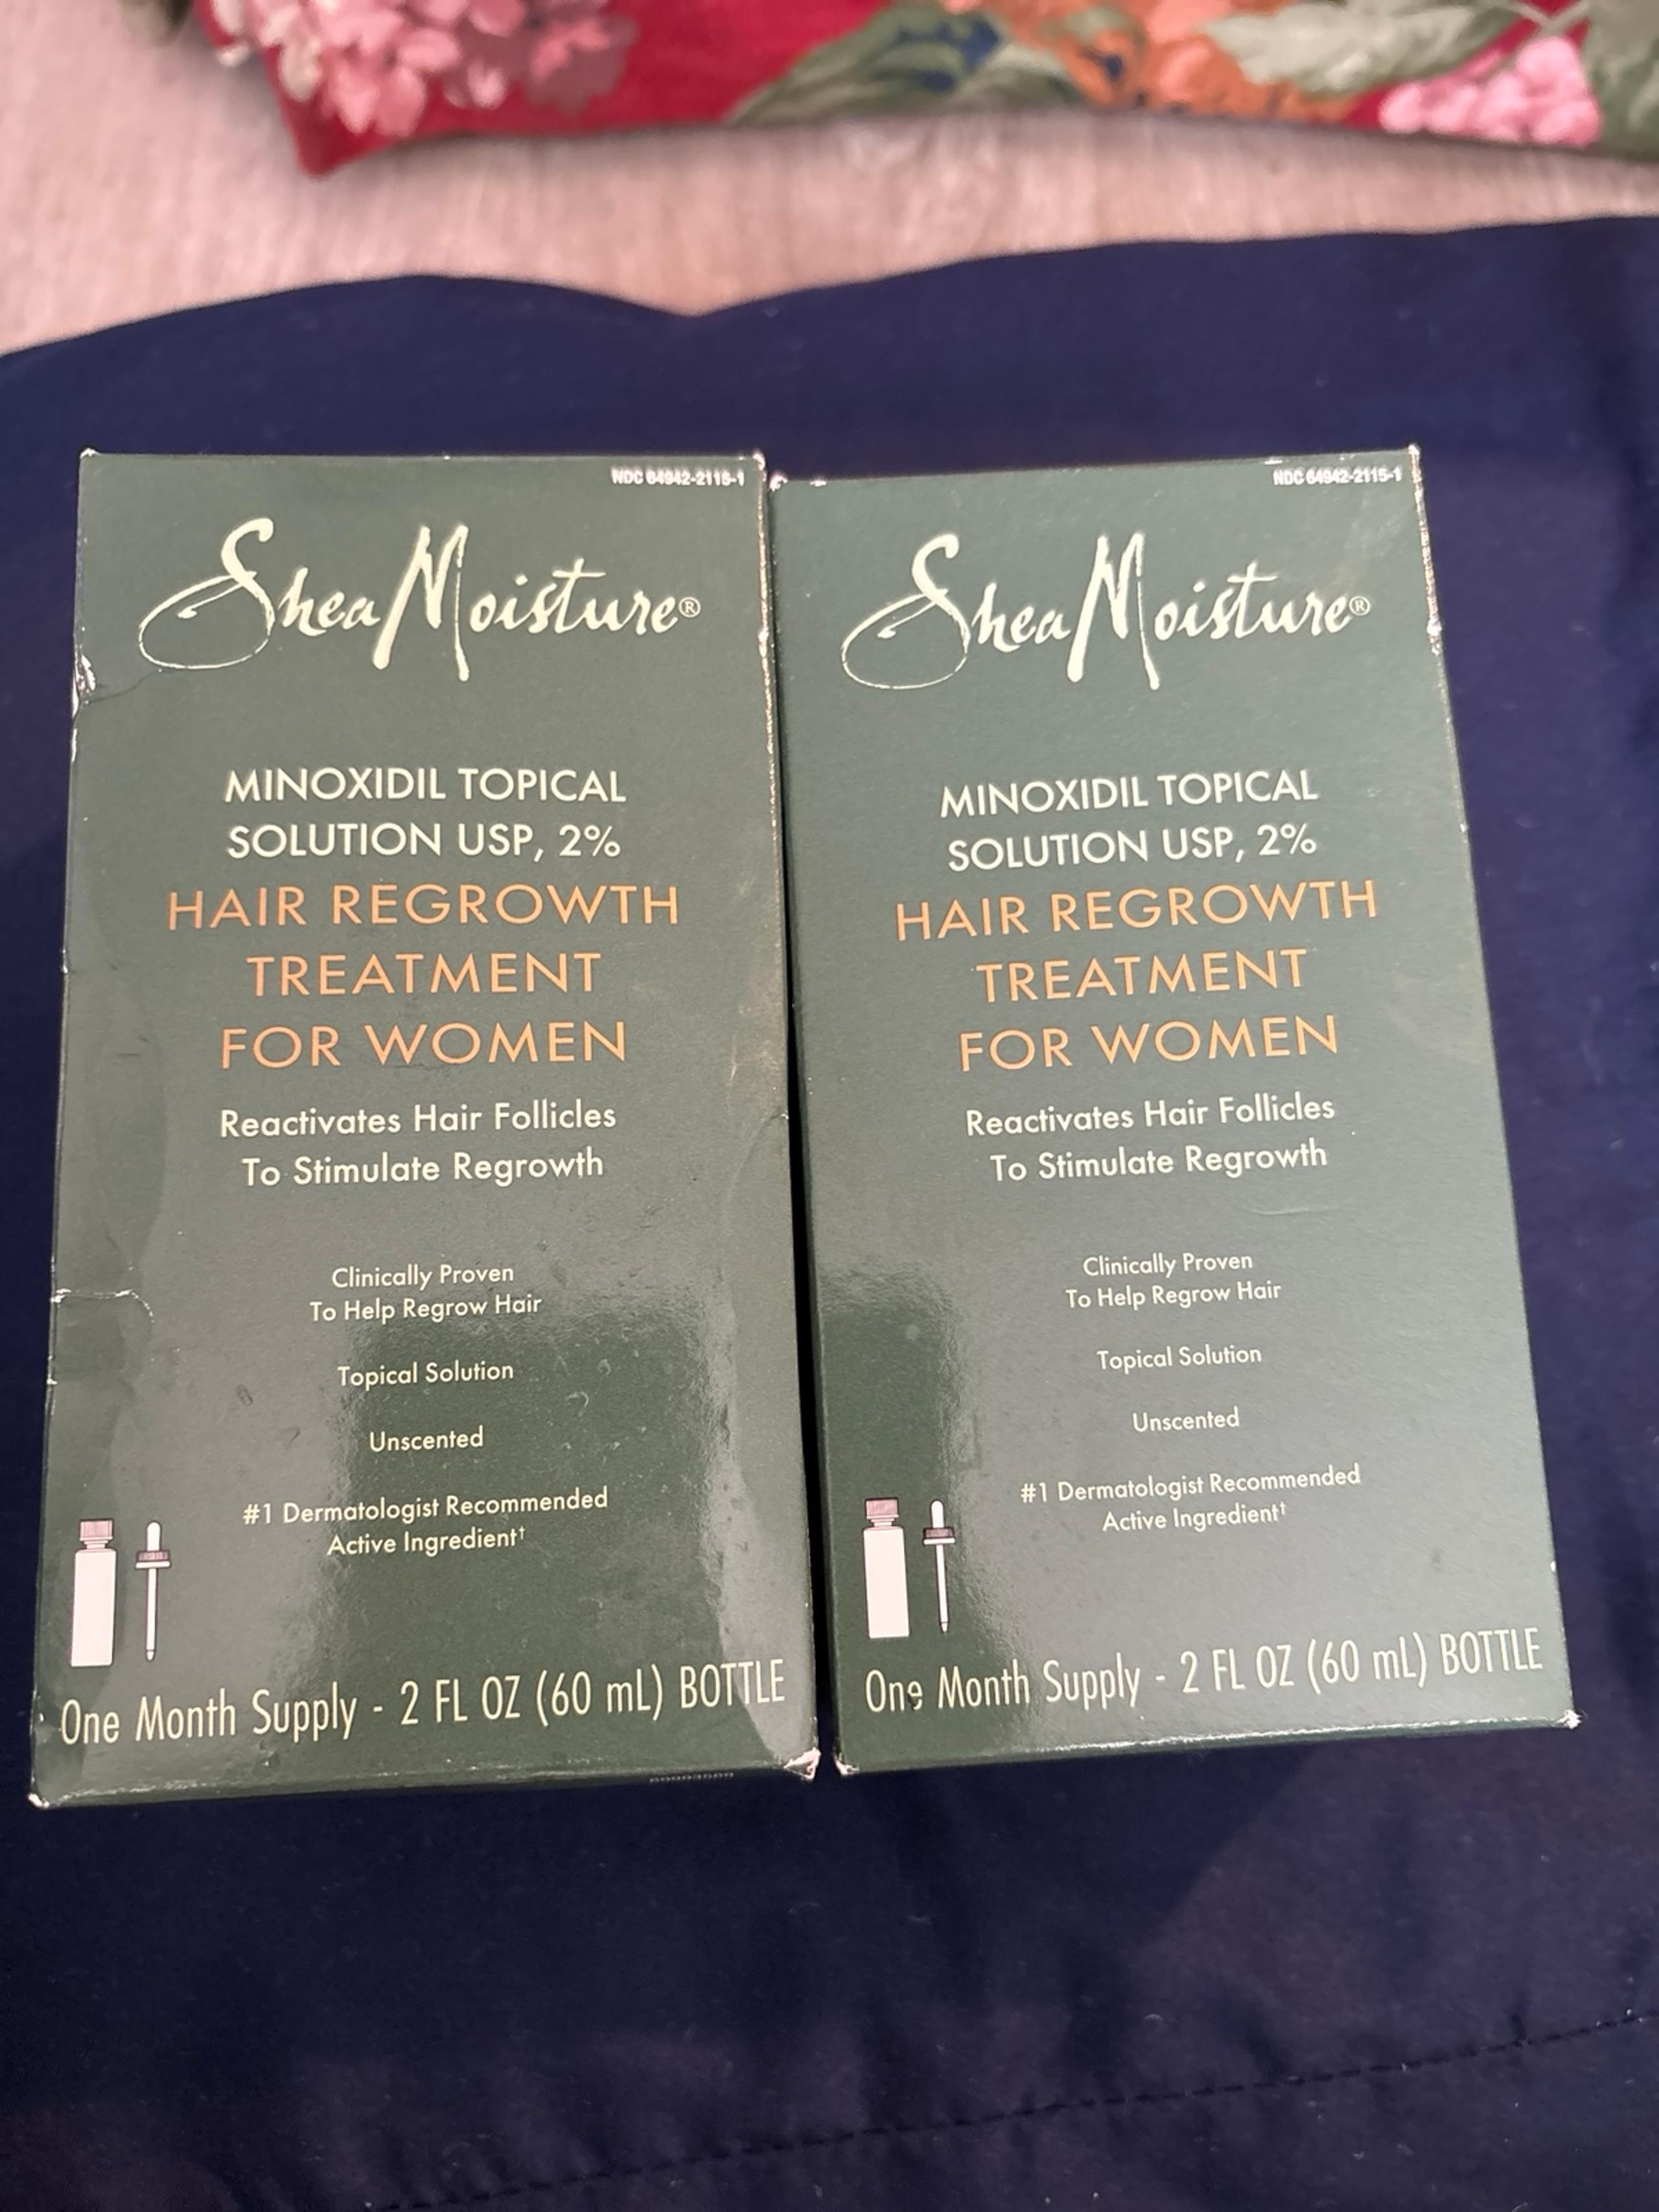 NDC 64942-2115-1
SheaMoisture®
MINOXIDIL TOPICAL
SOLUTION USP, 2%
HAIR REGROWTH
TREATMENT
FOR WOMEN
Reactivates Hair Follicles
To Stimulate Regrowth
Clinically Proven
To Help Regrow Hair
Topical Solution
Unscented
#1 Dermatologist Recommended
Active Ingredient†
One Month Supply - 2 FL OZ (60 mL) BOTTLE
NDC 64942-2115-1
SheaMoisture®
MINOXIDIL TOPICAL
SOLUTION USP, 2%
HAIR REGROWTH
TREATMENT
FOR WOMEN
Reactivates Hair Follicles
To Stimulate Regrowth
Clinically Proven
To Help Regrow Hair
Topical Solution
Unscented
#1 Dermatologist Recommended
Active Ingredient†
One Month Supply - 2 FL OZ (60 mL) BOTTLE